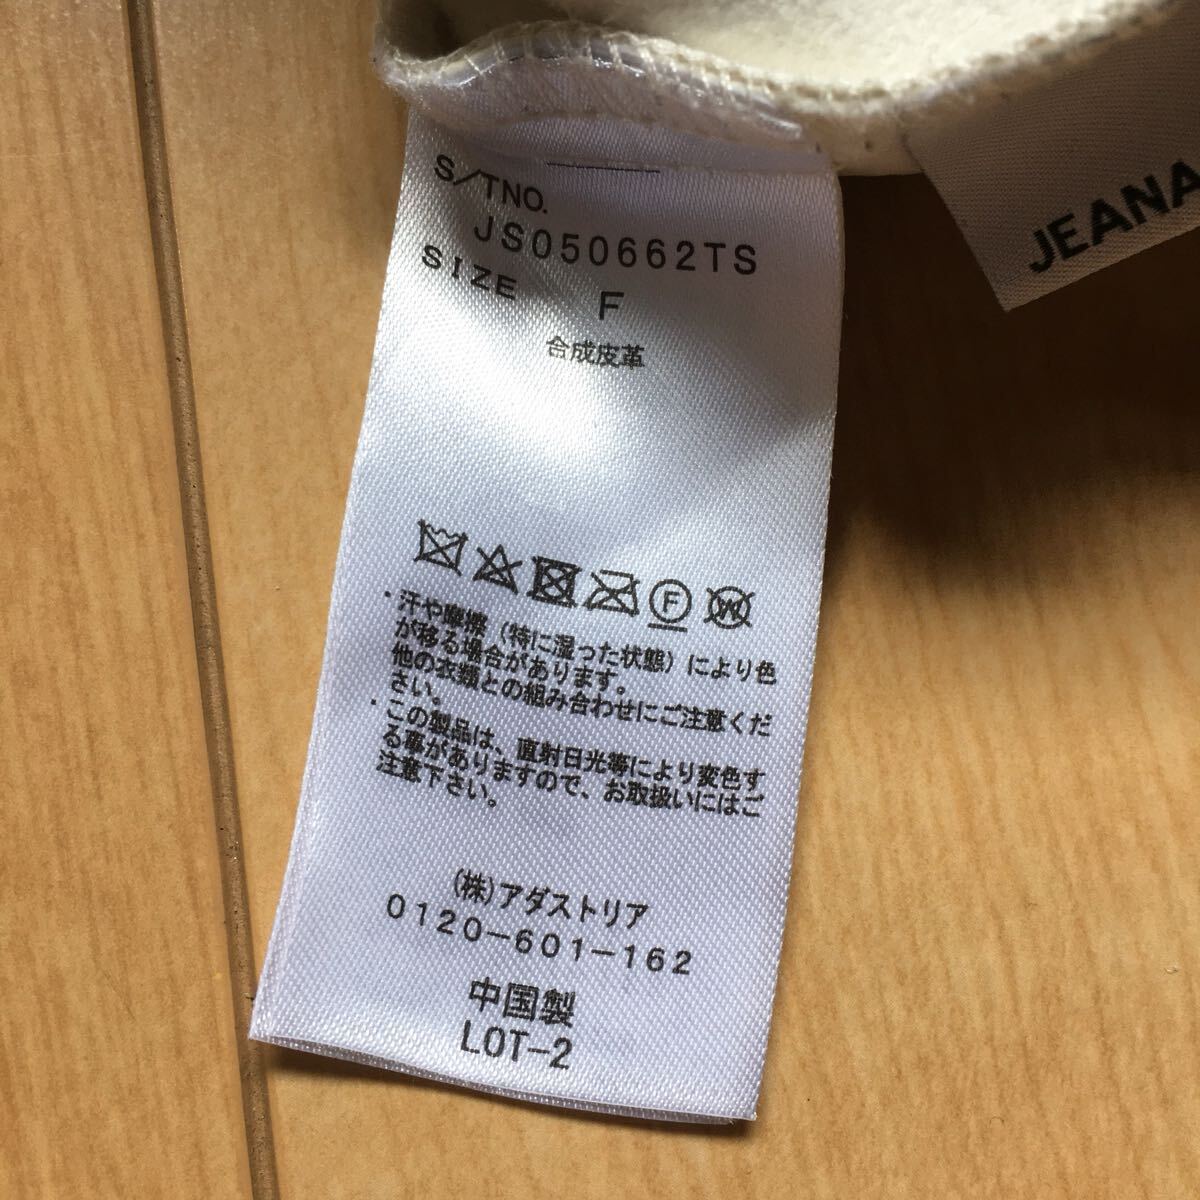 S/TNO.
JS050662TS
SIZE F
合成皮革
F W
・汗や摩擦(特に湿った状態)により色
が移る場合があります。
他の衣類との組み合わせにご注意くだ
さい。
・この製品は、直射日光等により変色す
る事がありますので、お取扱いにはご
注意下さい。
(株)アダストリア
0120-601-162
中国製
LOT-2
JEANA